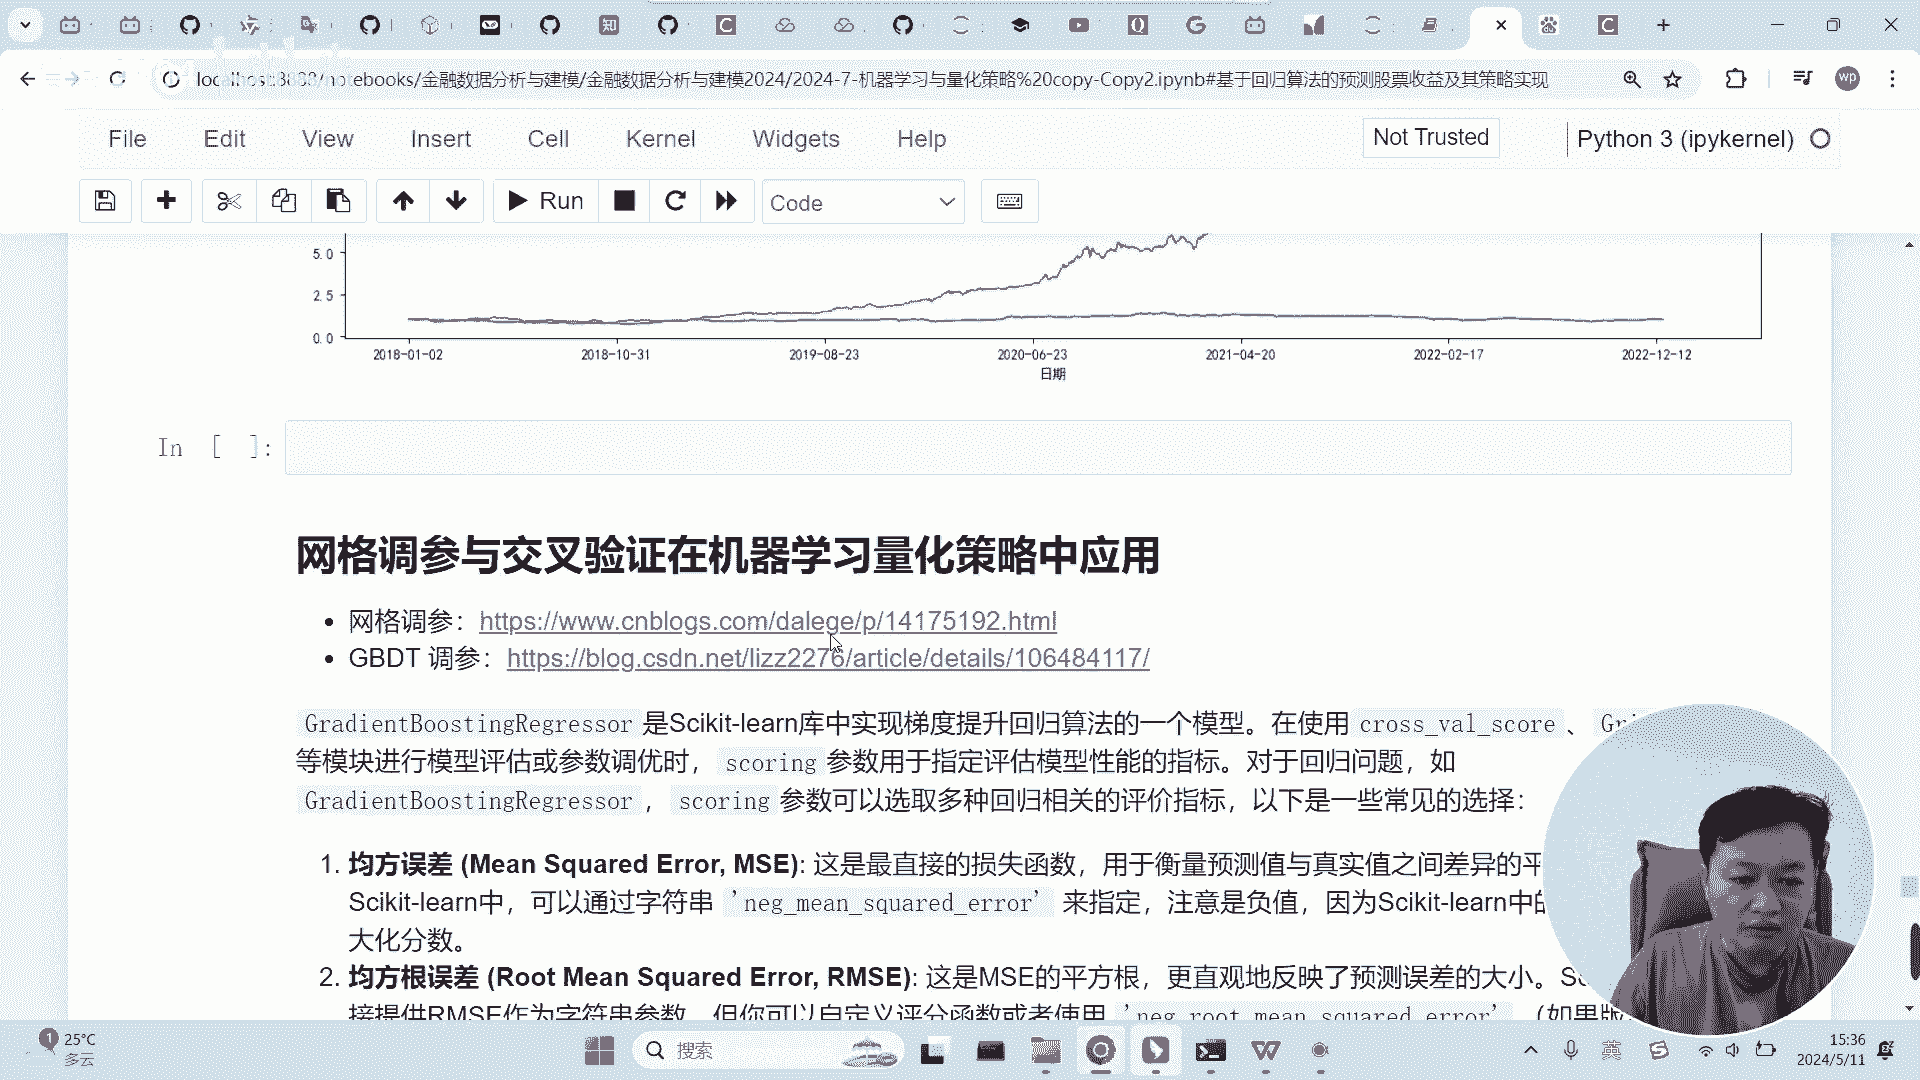 localhost:8888/notebooks/金融数据分析与建模/金融数据分析与建模2024/2024-7-机器学习与量化策略%20copy-Copy2.ipynb#基于回归算法的预测股票收益及其策略实现
wp
File Edit View Insert Cell Kernel Widgets Help
Not Trusted
Python 3 (ipykernel)
Run
Code
5.0
2.5
0.0
2018-01-02 2018-10-31 2019-08-23 2020-06-23 2021-04-20 2022-02-17 2022-12-12
日期
In [ ]:
网格调参与交叉验证在机器学习量化策略中应用
• 网格调参：https://www.cnblogs.com/dalege/p/14175192.html
• GBDT 调参：https://blog.csdn.net/lizz2276/article/details/106484117/
GradientBoostingRegressor 是Scikit-learn库中实现梯度提升回归算法的一个模型。在使用 cross_val_score 、
等模块进行模型评估或参数调优时， scoring 参数用于指定评估模型性能的指标。对于回归问题，如
GradientBoostingRegressor ， scoring 参数可以选取多种回归相关的评价指标，以下是一些常见的选择：
1. 均方误差 (Mean Squared Error, MSE): 这是最直接的损失函数，用于衡量预测值与真实值之间差异的平
Scikit-learn中，可以通过字符串 'neg_mean_squared_error' 来指定，注意是负值，因为Scikit-learn中的
大化分数。
2. 均方根误差 (Root Mean Squared Error, RMSE): 这是MSE的平方根，更直观地反映了预测误差的大小。
接提供RMSE作为字符串参数，但你可以自定义评分函数或者使用 'neg_root_mean_squared_error' （如果版
1
25°C
多云
搜索
英
15:36
2024/5/11